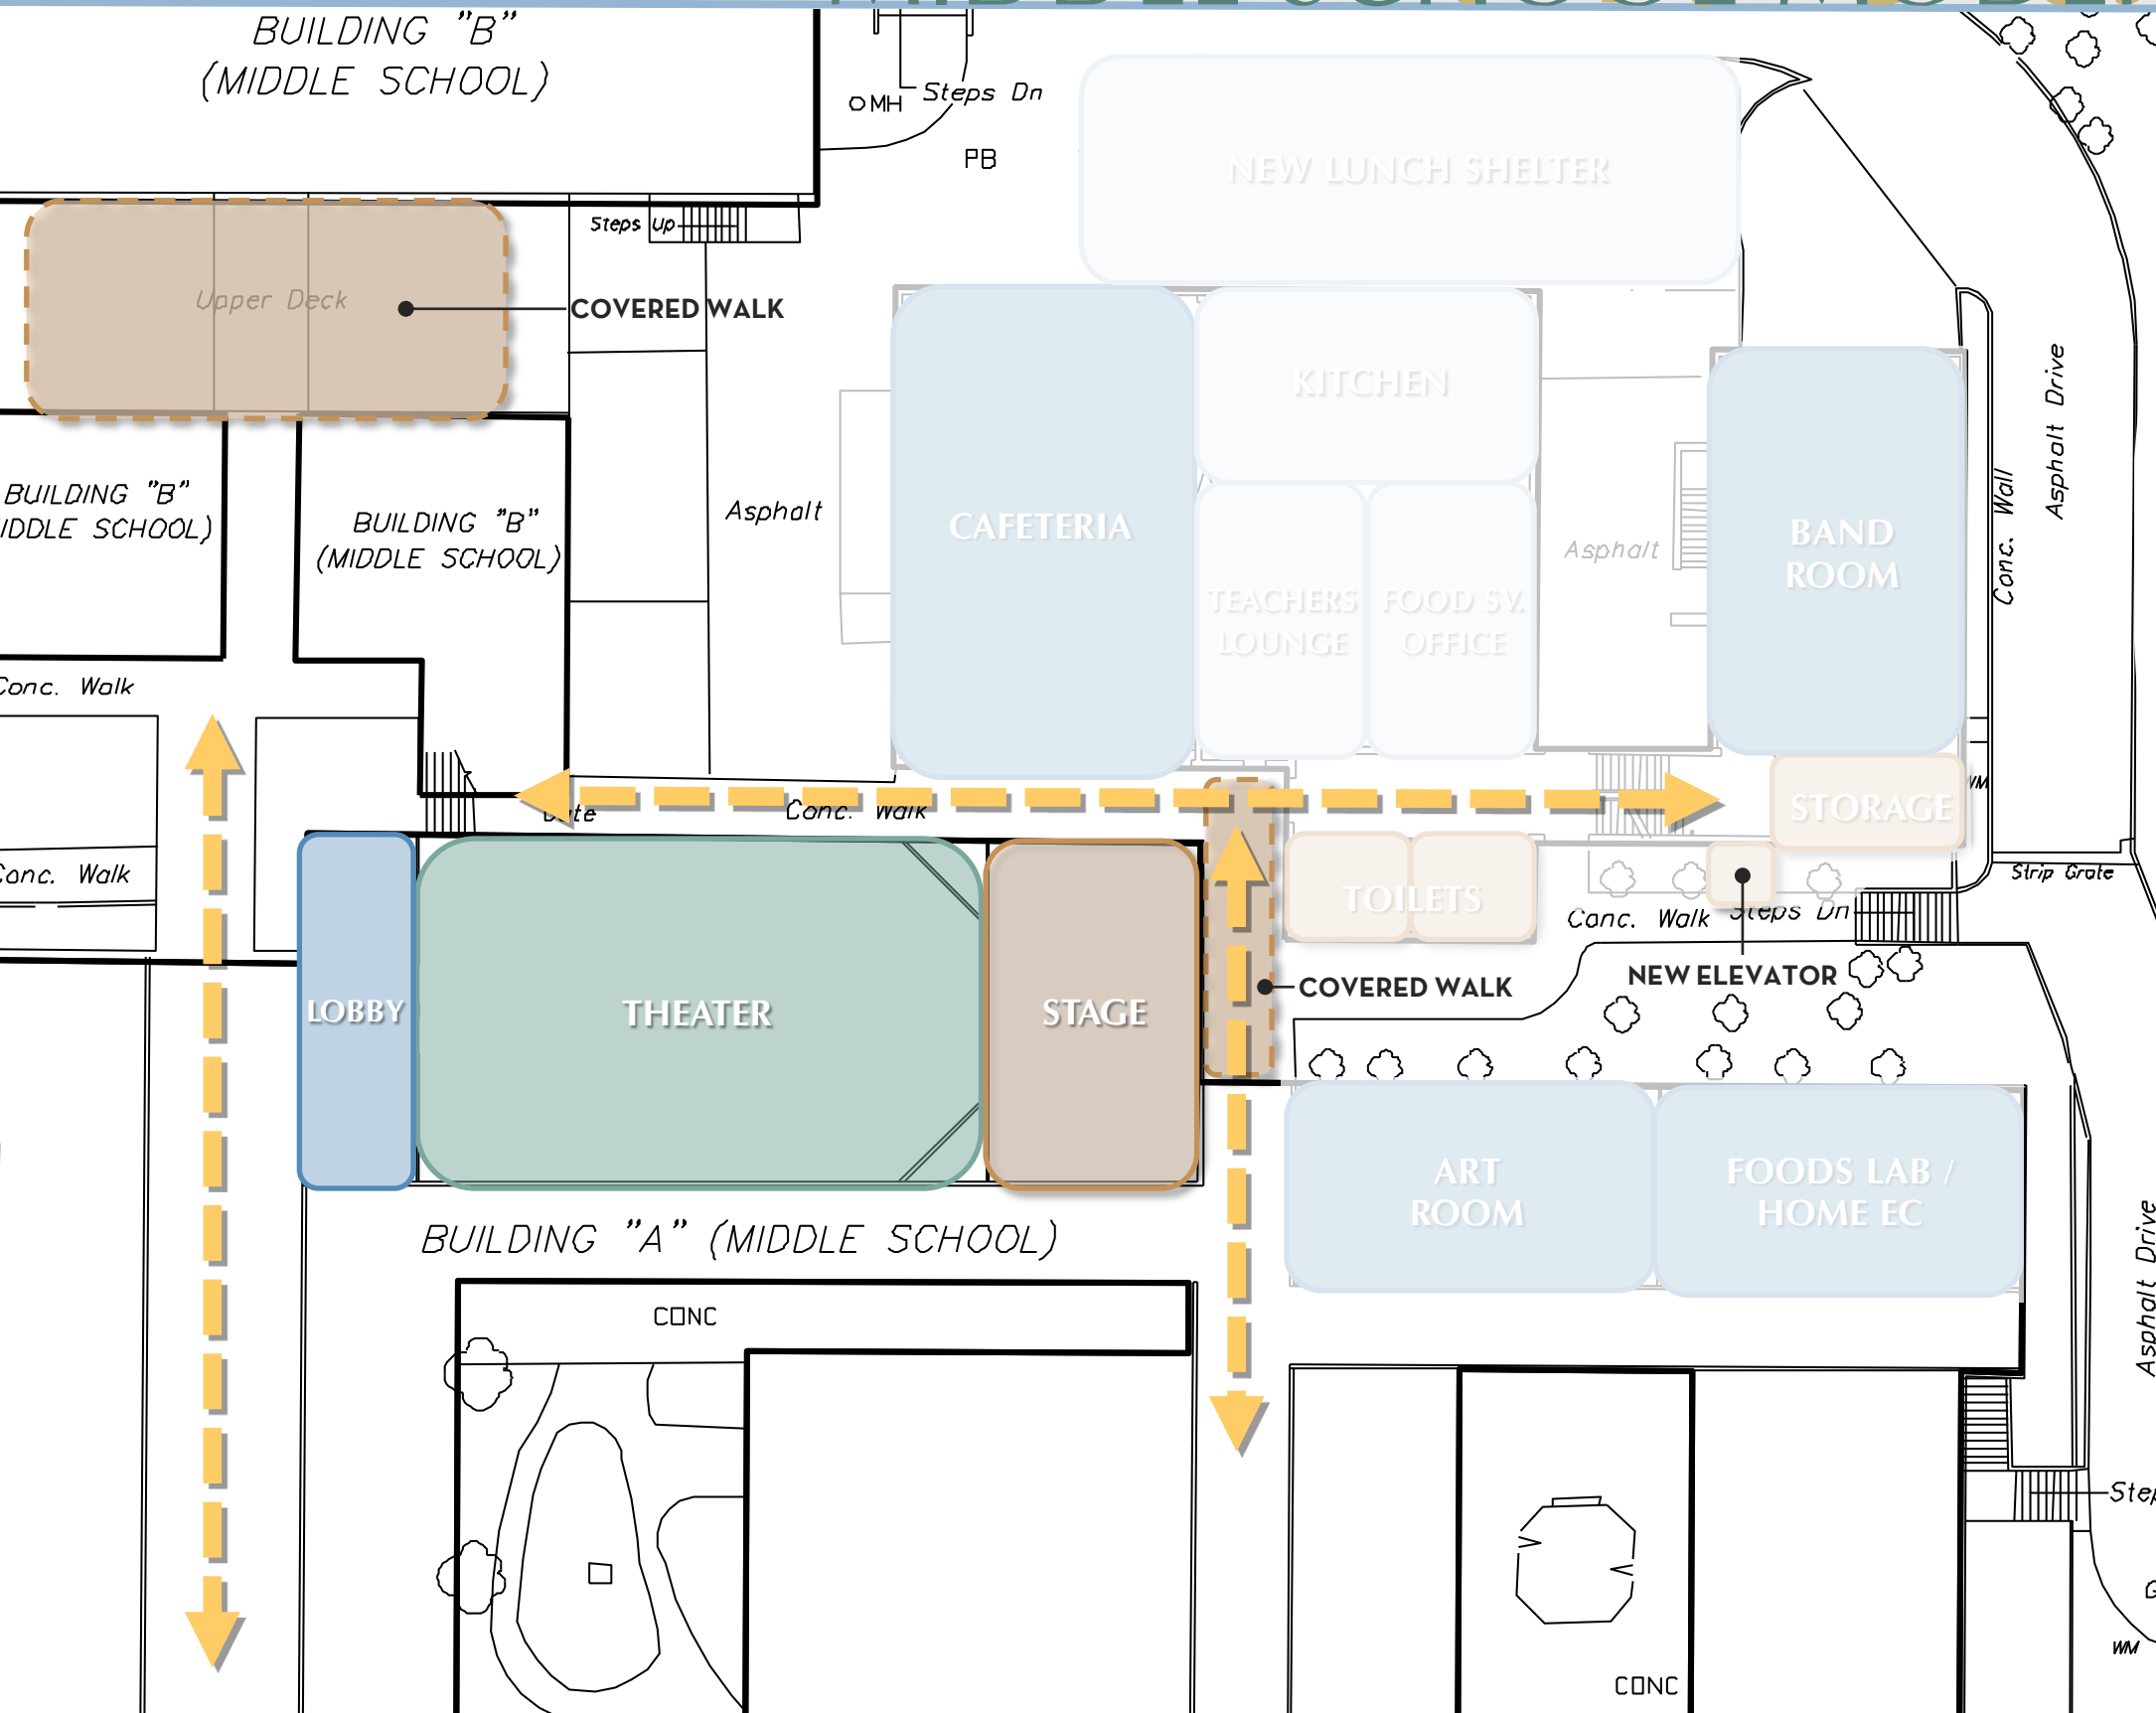 BUILDING "B"
(MIDDLE SCHOOL)
MH
Steps Dn
PB
NEW LUNCH SHELTER
Steps Up
Upper Deck
COVERED WALK
KITCHEN
Asphalt Drive
BUILDING "B"
BUILDING "B"
(MIDDLE SCHOOL)
Asphalt
CAFETERIA
Asphalt
BAND
ROOM
Conc. Wall
TEACHERS
LOUNGE
FOOD SV.
OFFICE
Conc. Walk
Conc. Walk
STORAGE
WM
Conc. Walk
Strip Grate
TOILETS
Conc. Walk
Steps Dn
COVERED WALK
NEW ELEVATOR
LOBBY
THEATER
STAGE
ART
ROOM
FOODS LAB /
HOME EC
BUILDING "A" (MIDDLE SCHOOL)
Asphalt Drive
CONC
WM
CONC